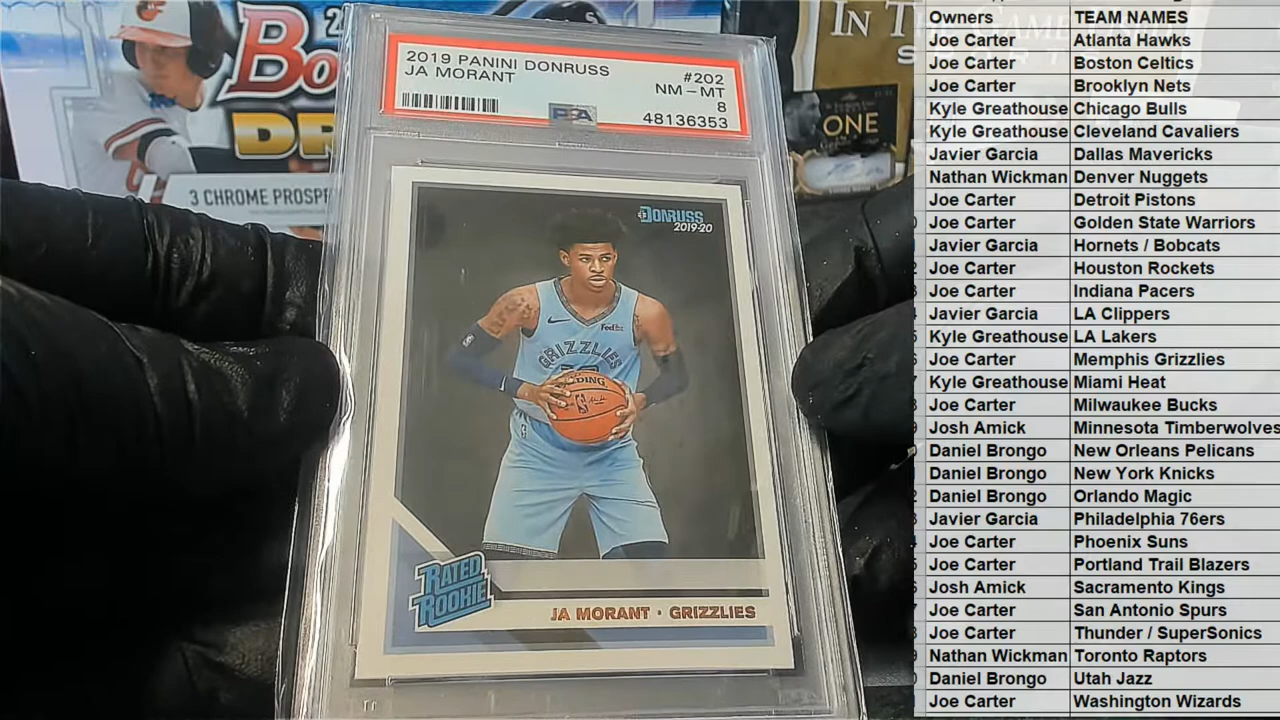 2019 PANINI DONRUSS
JA MORANT
#202
NM-MT
8
PSA
48136353
DONRUSS
2019-20
FedEx
GRIZZLIES
RATED
ROOKIE
JA MORANT · GRIZZLIES
3 CHROME PROSP
IN TH
ONE
Owners TEAM NAMES
Joe Carter Atlanta Hawks
Joe Carter Boston Celtics
Joe Carter Brooklyn Nets
Kyle Greathouse Chicago Bulls
Kyle Greathouse Cleveland Cavaliers
Javier Garcia Dallas Mavericks
Nathan Wickman Denver Nuggets
Joe Carter Detroit Pistons
Joe Carter Golden State Warriors
Javier Garcia Hornets / Bobcats
Joe Carter Houston Rockets
Joe Carter Indiana Pacers
Javier Garcia LA Clippers
Kyle Greathouse LA Lakers
Joe Carter Memphis Grizzlies
Kyle Greathouse Miami Heat
Joe Carter Milwaukee Bucks
Josh Amick Minnesota Timberwolves
Daniel Brongo New Orleans Pelicans
Daniel Brongo New York Knicks
Daniel Brongo Orlando Magic
Javier Garcia Philadelphia 76ers
Joe Carter Phoenix Suns
Joe Carter Portland Trail Blazers
Josh Amick Sacramento Kings
Joe Carter San Antonio Spurs
Joe Carter Thunder / SuperSonics
Nathan Wickman Toronto Raptors
Daniel Brongo Utah Jazz
Joe Carter Washington Wizards